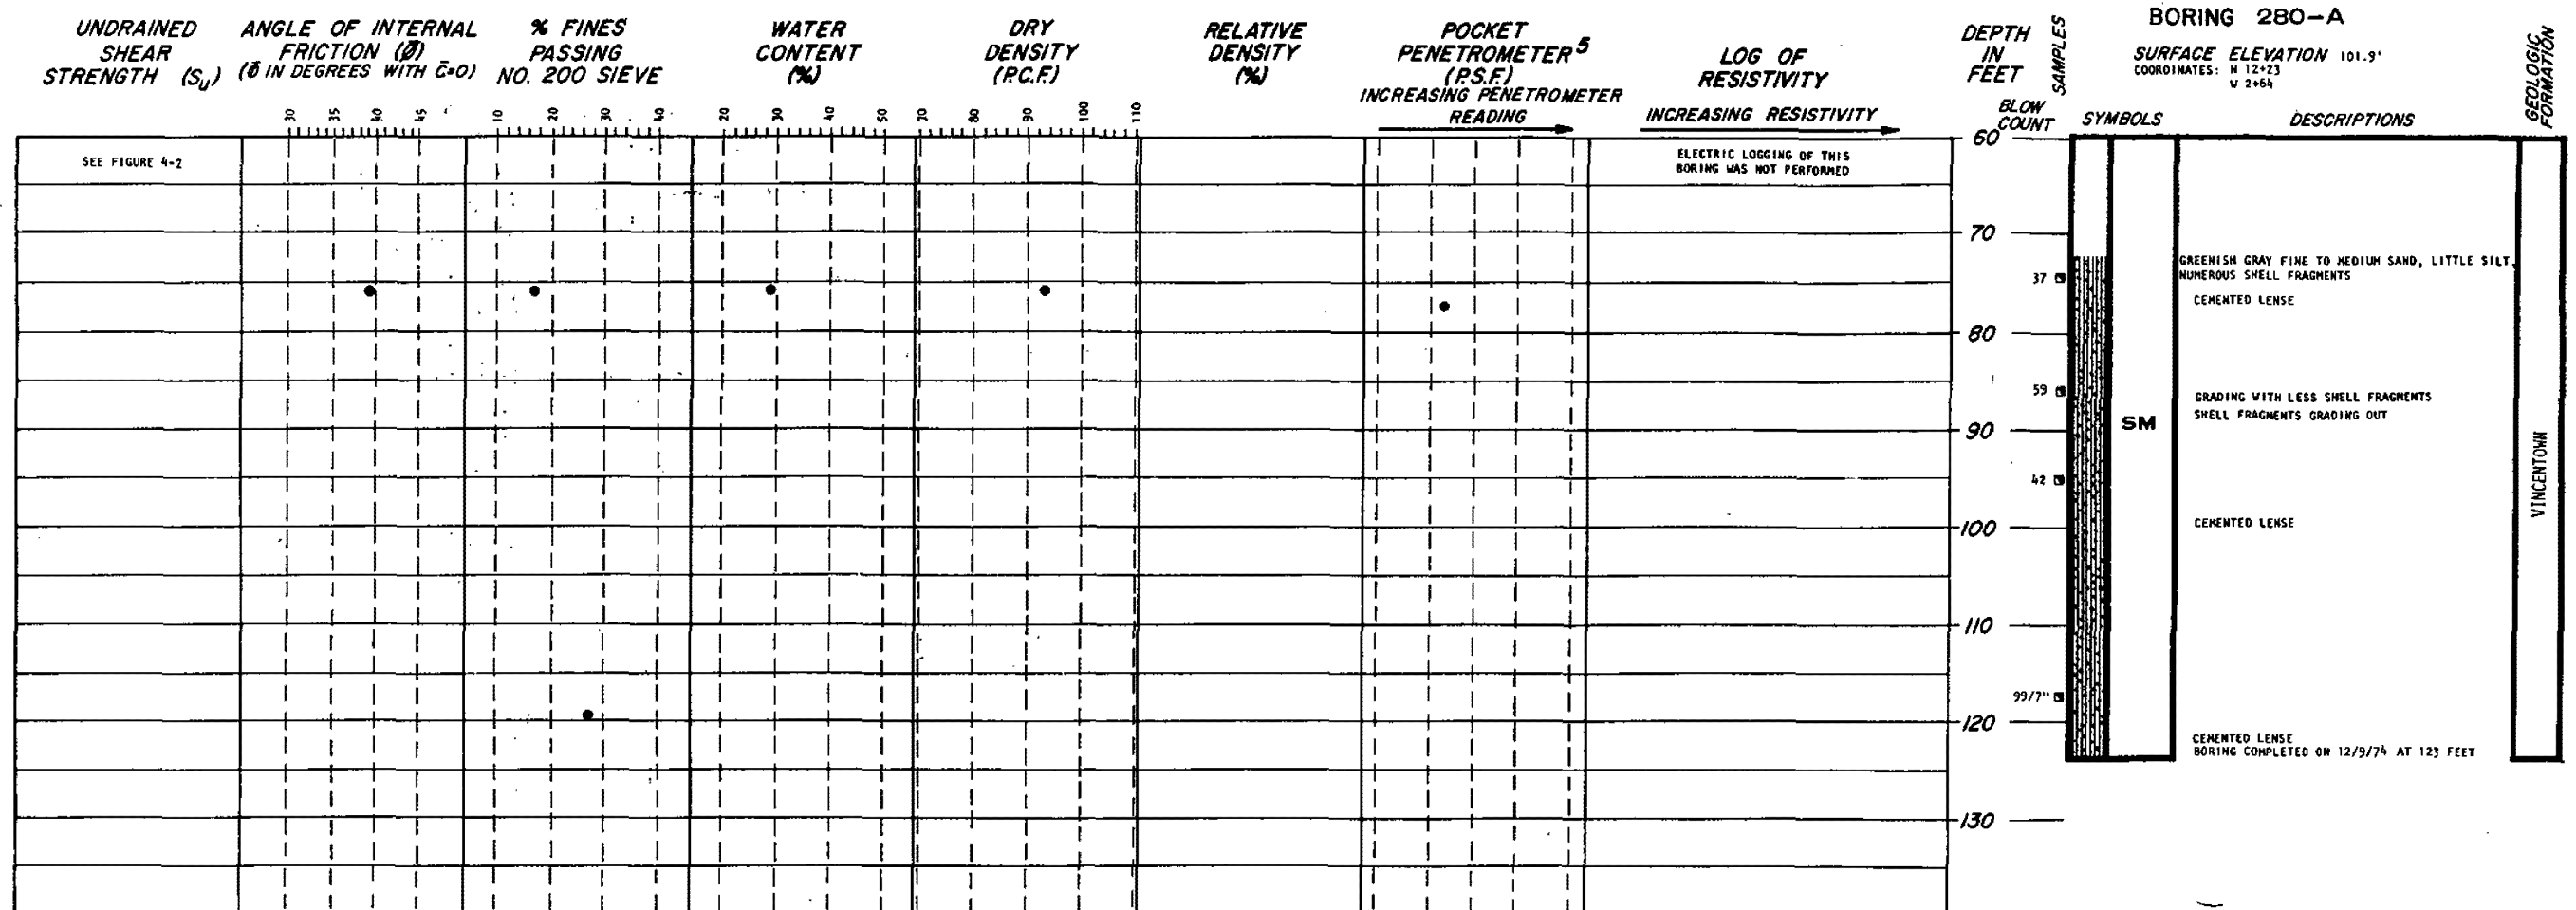 BORING 280-A
SURFACE ELEVATION 101.9'
COORDINATES: N 12+23
W 2+64
UNDRAINED
SHEAR
STRENGTH (Su)
ANGLE OF INTERNAL
FRICTION (Φ̄)
(Φ̄ IN DEGREES WITH C̄=0)
% FINES
PASSING
NO. 200 SIEVE
WATER
CONTENT
(%)
DRY
DENSITY
(P.C.F.)
RELATIVE
DENSITY
(%)
POCKET
PENETROMETER 5
(P.S.F.)
INCREASING PENETROMETER
READING
LOG OF
RESISTIVITY
INCREASING RESISTIVITY
DEPTH
IN
FEET
SAMPLES
BLOW
COUNT
SYMBOLS
DESCRIPTIONS
GEOLOGIC
FORMATION
30 35 40 45
10 20 30 40
20 30 40 50
70 80 90 100 110
SEE FIGURE 4-2
ELECTRIC LOGGING OF THIS
BORING WAS NOT PERFORMED
60
70
GREENISH GRAY FINE TO MEDIUM SAND, LITTLE SILT,
NUMEROUS SHELL FRAGMENTS
37
CEMENTED LENSE
80
59
GRADING WITH LESS SHELL FRAGMENTS
SHELL FRAGMENTS GRADING OUT
SM
90
42
VINCENTOWN
100
CEMENTED LENSE
110
99/7"
120
CEMENTED LENSE
BORING COMPLETED ON 12/9/74 AT 123 FEET
130